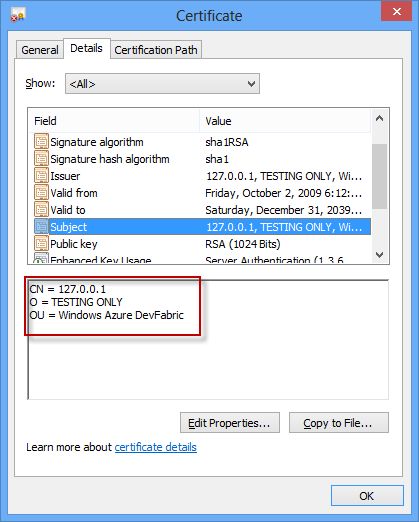 Certificate
General Details Certification Path
Show: <All>
Field Value
Signature algorithm sha1RSA
Signature hash algorithm sha1
Issuer 127.0.0.1, TESTING ONLY, Wi...
Valid from Friday, October 2, 2009 6:12:...
Valid to Saturday, December 31, 2039...
Subject 127.0.0.1, TESTING ONLY, Wi...
Public key RSA (1024 Bits)
Enhanced Key Usage Server Authentication (1.3.6
CN = 127.0.0.1
O = TESTING ONLY
OU = Windows Azure DevFabric
Edit Properties... Copy to File...
Learn more about certificate details
OK